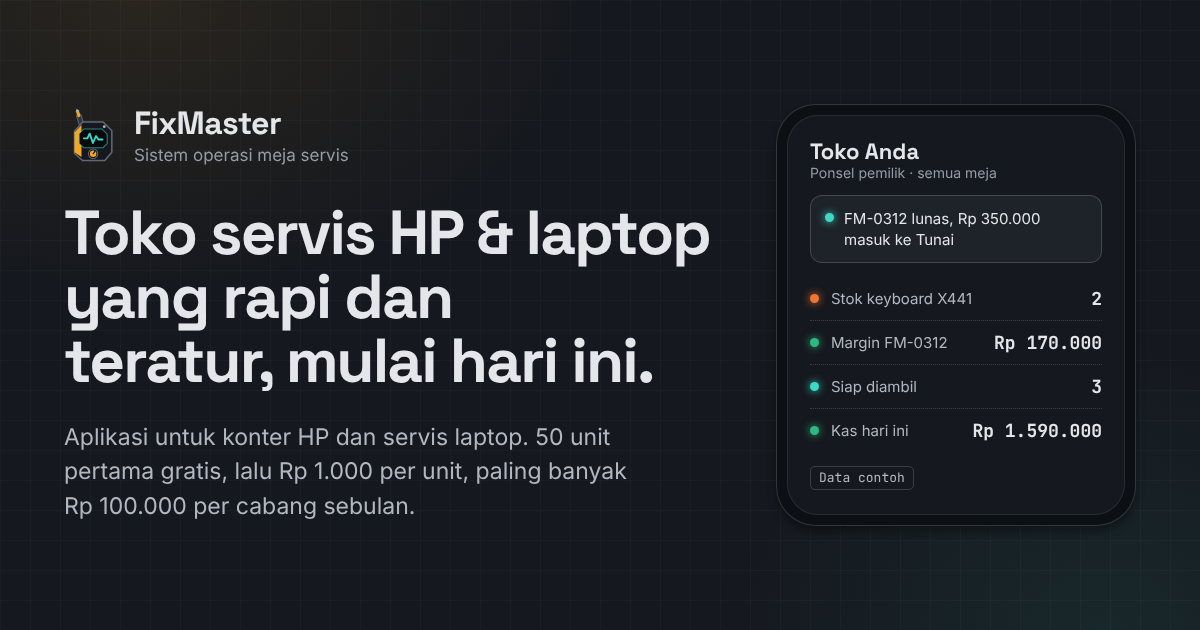 FixMaster
Sistem operasi meja servis
Toko servis HP & laptop
yang rapi dan
teratur, mulai hari ini.
Aplikasi untuk konter HP dan servis laptop. 50 unit
pertama gratis, lalu Rp 1.000 per unit, paling banyak
Rp 100.000 per cabang sebulan.
Toko Anda
Ponsel pemilik · semua meja
FM-0312 lunas, Rp 350.000
masuk ke Tunai
Stok keyboard X441 2
Margin FM-0312 Rp 170.000
Siap diambil 3
Kas hari ini Rp 1.590.000
Data contoh